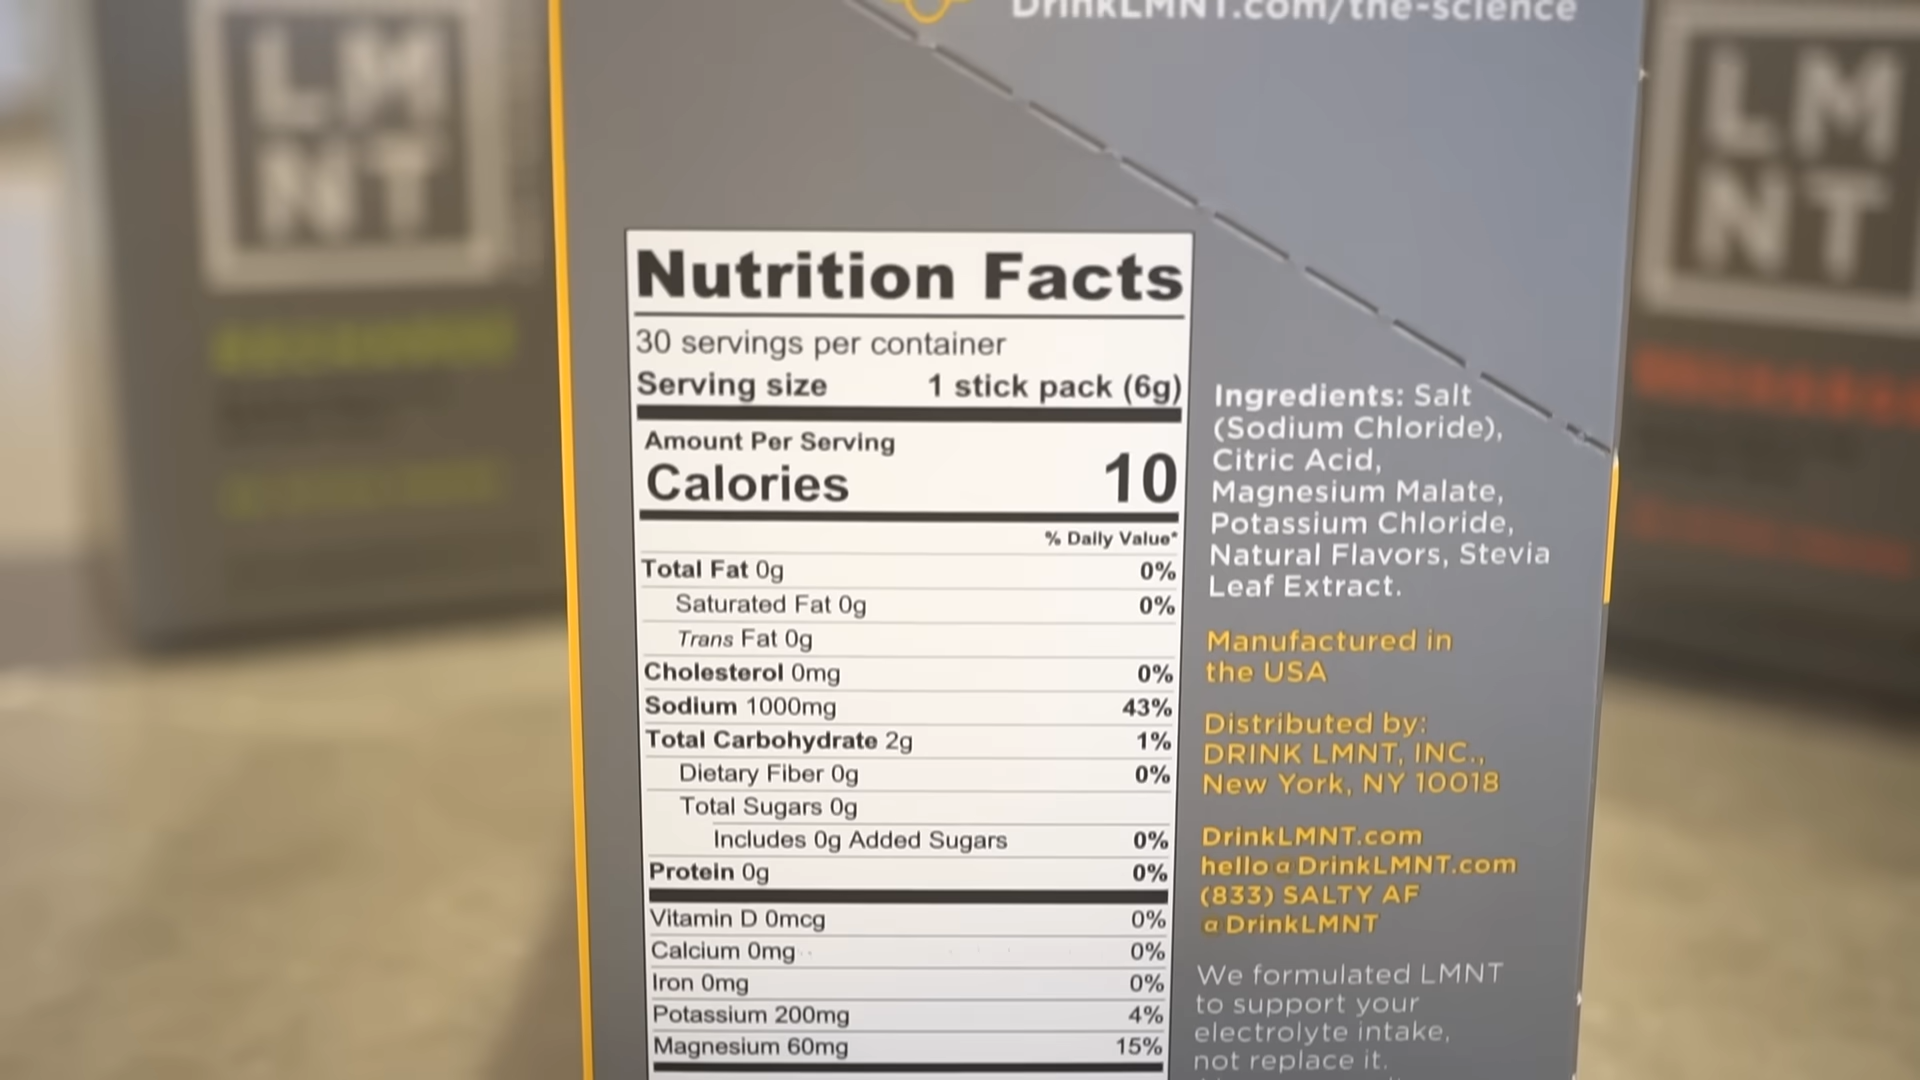 LM
NT
DrinkLMNT.com/the-science
LM
NT
Nutrition Facts
30 servings per container
Serving size 1 stick pack (6g)
Amount Per Serving
Calories 10
% Daily Value*
Total Fat 0g 0%
Saturated Fat 0g 0%
Trans Fat 0g
Cholesterol 0mg 0%
Sodium 1000mg 43%
Total Carbohydrate 2g 1%
Dietary Fiber 0g 0%
Total Sugars 0g
Includes 0g Added Sugars 0%
Protein 0g 0%
Vitamin D 0mcg 0%
Calcium 0mg 0%
Iron 0mg 0%
Potassium 200mg 4%
Magnesium 60mg 15%
Ingredients: Salt
(Sodium Chloride),
Citric Acid,
Magnesium Malate,
Potassium Chloride,
Natural Flavors, Stevia
Leaf Extract.
Manufactured in
the USA
Distributed by:
DRINK LMNT, INC.,
New York, NY 10018
DrinkLMNT.com
hello@DrinkLMNT.com
(833) SALTY AF
@DrinkLMNT
We formulated LMNT
to support your
electrolyte intake,
not replace it.